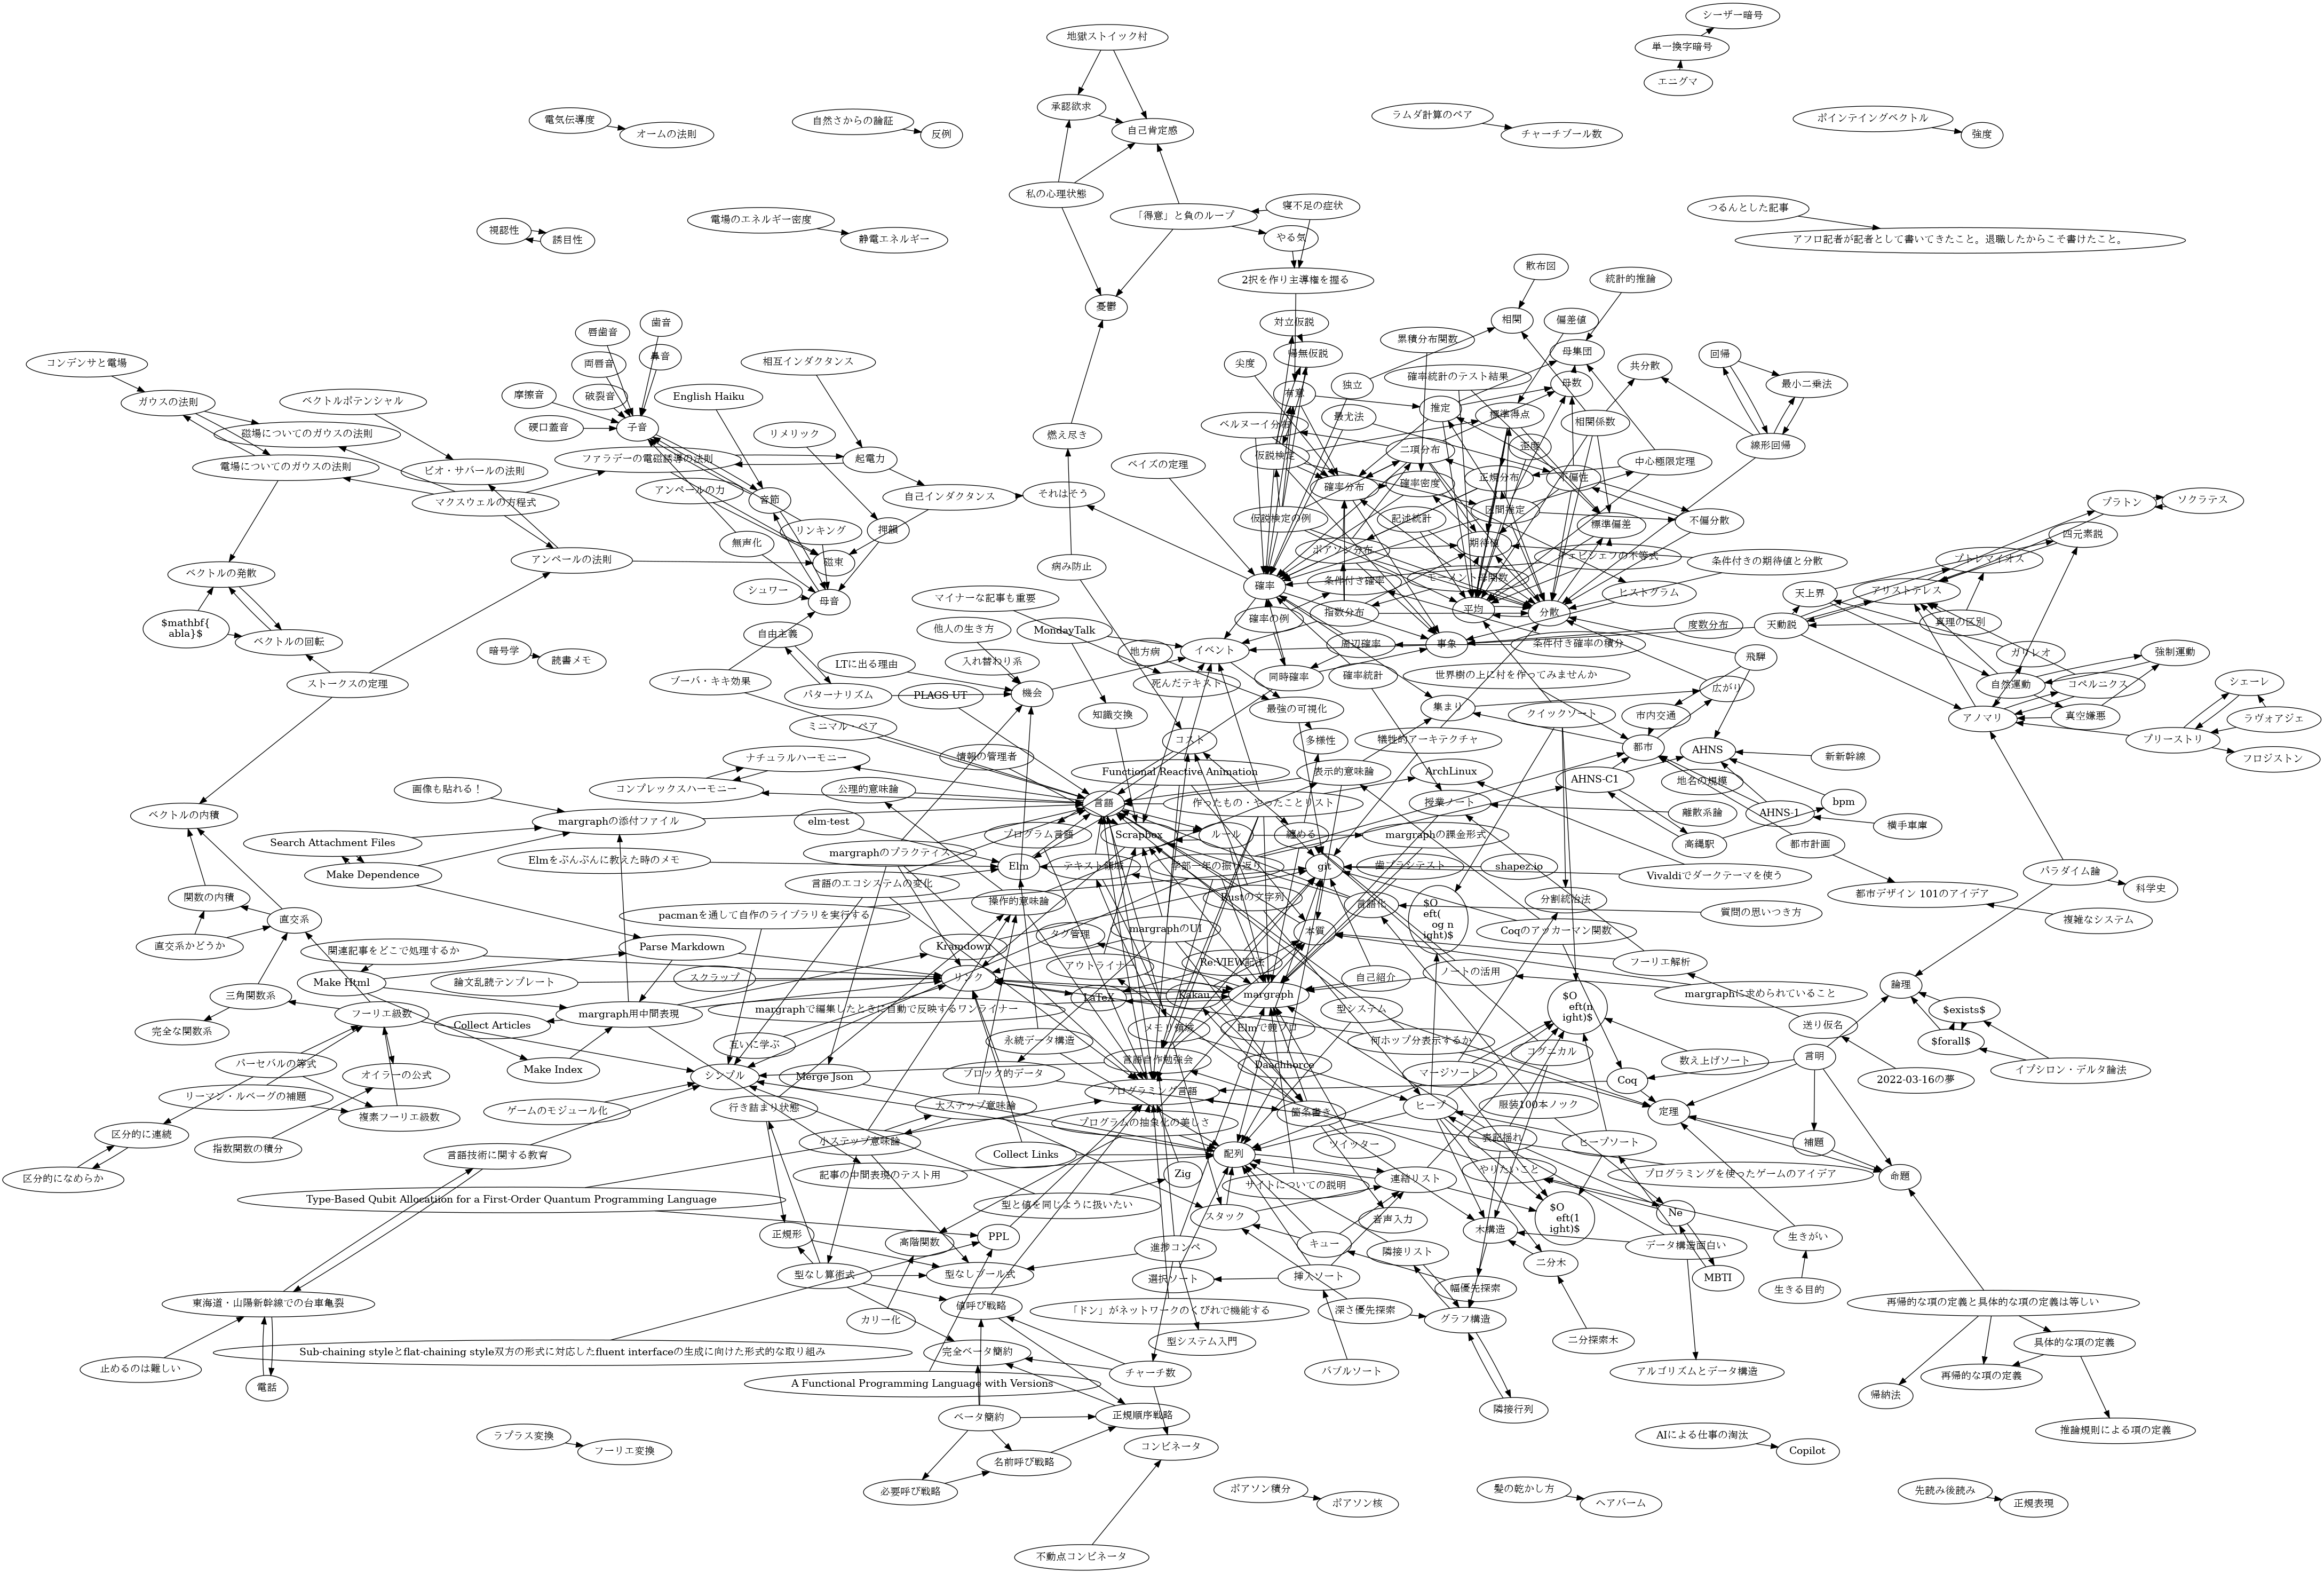 シーザー暗号
単一換字暗号
エニグマ
地獄ストイック村
承認欲求
自己肯定感
電気伝導度
オームの法則
自然さからの論証
反例
ラムダ計算のペア
チャーチブール数
ポインティングベクトル
強度
私の心理状態
「得意」と負のループ
寝不足の症状
やる気
2択を作り主導権を握る
憂鬱
視認性
誘目性
電場のエネルギー密度
静電エネルギー
つるんとした記事
アフロ記者が記者として書いてきたこと。退職したからこそ書けたこと。
散布図
統計的推論
相関
偏差値
母集団
対立仮説
帰無仮説
累積分布関数
尖度
有意
独立
確率統計のテスト結果
母数
共分散
回帰
最小二乗法
線形回帰
唇歯音
歯音
両唇音
鼻音
摩擦音
破裂音
硬口蓋音
子音
English Haiku
相互インダクタンス
コンデンサと電場
ガウスの法則
ベクトルポテンシャル
磁場についてのガウスの法則
電場についてのガウスの法則
ビオ・サバールの法則
マクスウェルの方程式
ファラデーの電磁誘導の法則
起電力
リメリック
アンペールの力
音節
自己インダクタンス
それはそう
燃え尽き
ベイズの定理
最尤法
推定
標準得点
相関係数
ベルヌーイ分布
二項分布
歪度
仮説検定
確率分布
確率密度
正規分布
不偏性
中心極限定理
仮説検定の例
記述統計
区間推定
標準偏差
不偏分散
ポアソン分布
期待値
チェビシェフの不等式
条件付きの期待値と分散
確率
条件付き確率
モーメント母関数
ヒストグラム
指数分布
平均
分散
確率の例
度数分布
周辺確率
事象
条件付き確率の積分
プラトン
ソクラテス
四元素説
プトレマイオス
天上界
アリストテレス
天動説
真理の区別
ガリレオ
強制運動
自然運動
コペルニクス
アノマリ
真空嫌悪
シェーレ
ラヴォアジェ
プリーストリ
フロジストン
リンキング
押韻
無声化
磁束
アンペールの法則
シュワー
母音
病み防止
ベクトルの発散
$mathbf{
abla}$
ベクトルの回転
ストークスの定理
暗号学
読書メモ
自由主義
パターナリズム
ブーバ・キキ効果
マイナーな記事も重要
他人の生き方
MondayTalk
地方病
イベント
LTに出る理由
入れ替わり系
機会
死んだテキスト
同時確率
確率統計
世界樹の上に村を作ってみませんか
飛騨
広がり
PLAGS UT
知識交換
最強の可視化
集まり
クイックソート
市内交通
ミニマル・ペア
情報の管理者
コスト
多様性
犠牲的アーキテクチャ
都市
AHNS
新新幹線
ナチュラルハーモニー
コンプレックスハーモニー
公理的意味論
Functional Reactive Animation
表示的意味論
ArchLinux
AHNS-C1
地名の規模
AHNS-1
bpm
横手車庫
画像も貼れる！
margraphの添付ファイル
言語
作ったもの・やったことリスト
授業ノート
離散系論
高縄駅
都市計画
ベクトルの内積
Search Attachment Files
elm-test
プログラム言語
Scrapbox
ルール
纏める
margraphの課金形式
Elmをぶんぶんに教えた時のメモ
margraphのプラクティス
Elm
テキスト領域
学部一年の振り返り
git
歯ブラシテスト
shapez.io
Vivaldiでダークテーマを使う
パラダイム論
科学史
都市デザイン 101のアイデア
複雑なシステム
Make Dependence
関数の内積
言語のエコシステムの変化
操作的意味論
Rustの文字列
言語化
$O
eft(
og n
ight)$
分割統治法
質問の思いつき方
直交系
直交系かどうか
pacmanを通して自作のライブラリを実行する
タグ管理
margraphのUI
本質
Coqのアッカーマン関数
関連記事をどこで処理するか
Parse Markdown
Kramdown
アウトライナー
Re:VIEW記法
自己紹介
ノートの活用
フーリエ解析
論文乱読テンプレート
スクラップ
リンク
Make Html
三角関数系
完全な関数系
margraph用中間表現
margraphで編集したときに自動で反映するワンライナー
LaTeX
Kakau
margraph
型システム
$O
eft(n
ight)$
margraphに求められていること
論理
$exists$
送り仮名
フーリエ級数
Collect Articles
互いに学ぶ
永続データ構造
メモリ領域
Elmで競プロ
何ホップ分表示するか
コグニカル
数え上げソート
言明
$forall$
パーセバルの等式
オイラーの公式
Make Index
シンプル
Merge Json
ブロック的データ
言語自作勉強会
Daachhorce
マージソート
Coq
2022-03-16の夢
イプシロン・デルタ論法
リーマン・ルベーグの補題
複素フーリエ級数
ゲームのモジュール化
行き詰まり状態
大ステップ意味論
プログラミング言語
箇条書き
ヒープ
服装100本ノック
定理
区分的に連続
指数関数の積分
小ステップ意味論
プログラムの抽象化の美しさ
ツイッター
表記揺れ
ヒープソート
補題
区分的になめらか
言語技術に関する教育
記事の中間表現のテスト用
Collect Links
配列
Zig
サイトについての説明
連結リスト
やりたいこと
プログラミングを使ったゲームのアイデア
命題
Type-Based Qubit Allocatiion for a First-Order Quantum Programming Language
型と値を同じように扱いたい
スタック
音声入力
$O
eft(1
ight)$
Ne
正規形
高階関数
PPL
進捗コンペ
キュー
隣接リスト
木構造
データ構造面白い
生きがい
型なし算術式
型なしブール式
選択ソート
挿入ソート
幅優先探索
二分木
MBTI
生きる目的
東海道・山陽新幹線での台車亀裂
値呼び戦略
カリー化
「ドン」がネットワークのくびれで機能する
深さ優先探索
グラフ構造
再帰的な項の定義と具体的な項の定義は等しい
Sub-chaining styleとflat-chaining style双方の形式に対応したfluent interfaceの生成に向けた形式的な取り組み
完全ベータ簡約
型システム入門
二分探索木
具体的な項の定義
止めるのは難しい
電話
A Functional Programming Language with Versions
チャーチ数
バブルソート
アルゴリズムとデータ構造
再帰的な項の定義
帰納法
ベータ簡約
正規順序戦略
隣接行列
推論規則による項の定義
ラプラス変換
フーリエ変換
コンビネータ
名前呼び戦略
必要呼び戦略
AIによる仕事の淘汰
Copilot
ポアソン積分
ポアソン核
髪の乾かし方
ヘアバーム
先読み後読み
正規表現
不動点コンビネータ